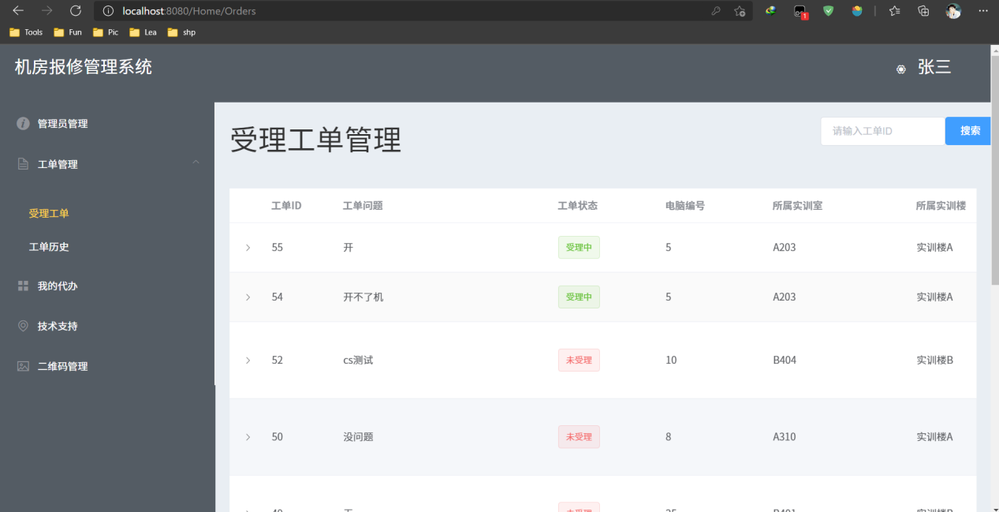 localhost:8080/Home/Orders
1
Tools Fun Pic Lea shp
机房报修管理系统
张三
管理员管理
工单管理
受理工单
工单历史
我的代办
技术支持
二维码管理
受理工单管理
请输入工单ID 搜索
工单ID 工单问题 工单状态 电脑编号 所属实训室 所属实训楼
55 开 受理中 5 A203 实训楼A
54 开不了机 受理中 5 A203 实训楼A
52 cs测试 未受理 10 B404 实训楼B
50 没问题 未受理 8 A310 实训楼A